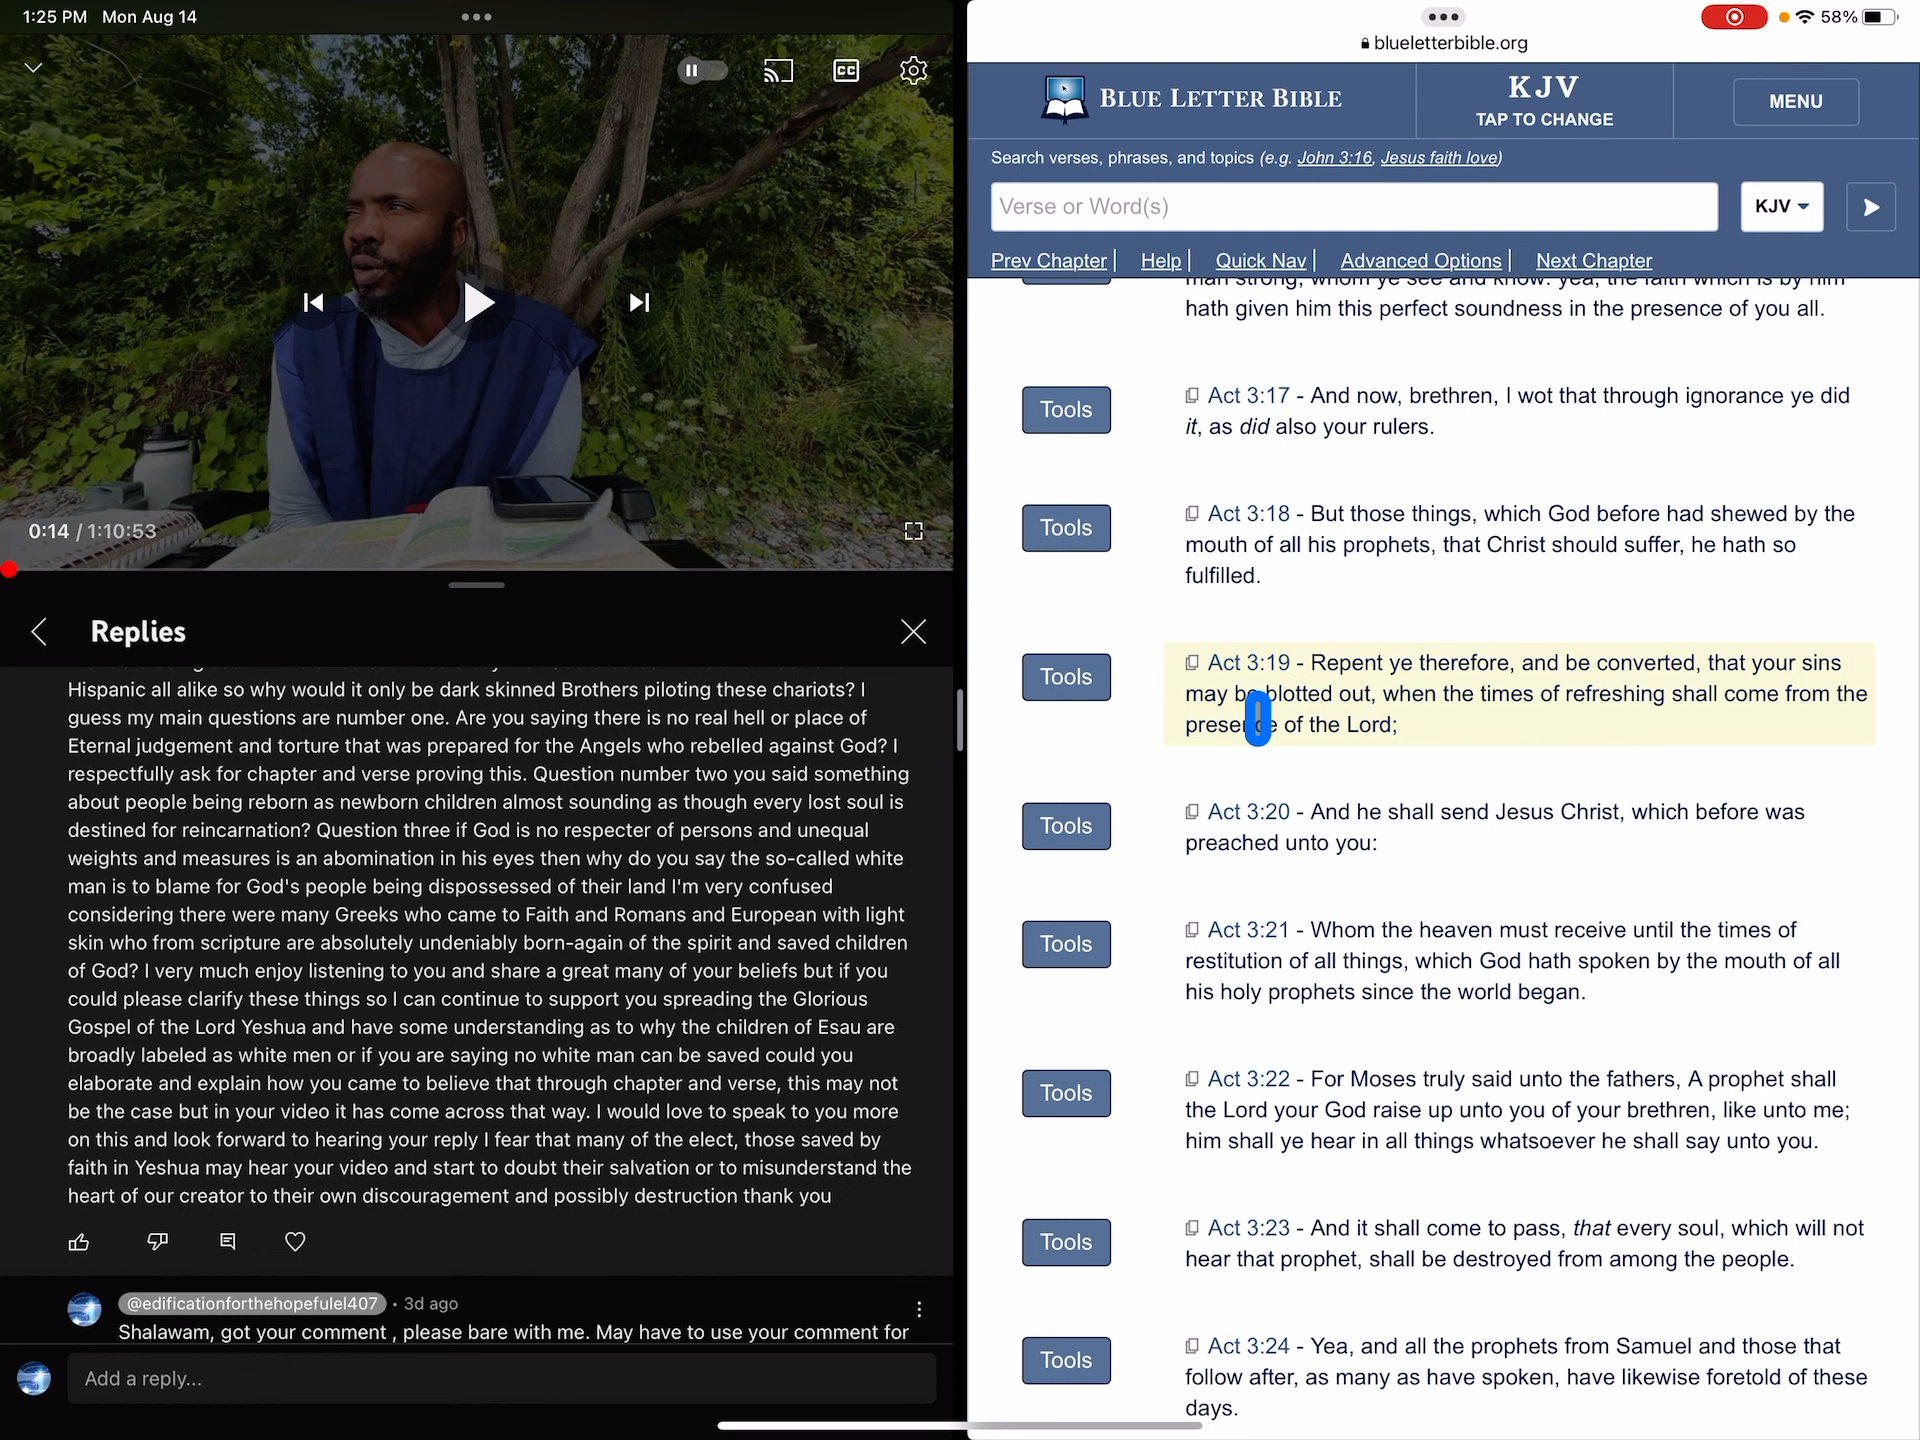 1:25 PM Mon Aug 14
CC
0:14 / 1:10:53
Replies
Hispanic all alike so why would it only be dark skinned Brothers piloting these chariots? I
guess my main questions are number one. Are you saying there is no real hell or place of
Eternal judgement and torture that was prepared for the Angels who rebelled against God? I
respectfully ask for chapter and verse proving this. Question number two you said something
about people being reborn as newborn children almost sounding as though every lost soul is
destined for reincarnation? Question three if God is no respecter of persons and unequal
weights and measures is an abomination in his eyes then why do you say the so-called white
man is to blame for God's people being dispossessed of their land I'm very confused
considering there were many Greeks who came to Faith and Romans and European with light
skin who from scripture are absolutely undeniably born-again of the spirit and saved children
of God? I very much enjoy listening to you and share a great many of your beliefs but if you
could please clarify these things so I can continue to support you spreading the Glorious
Gospel of the Lord Yeshua and have some understanding as to why the children of Esau are
broadly labeled as white men or if you are saying no white man can be saved could you
elaborate and explain how you came to believe that through chapter and verse, this may not
be the case but in your video it has come across that way. I would love to speak to you more
on this and look forward to hearing your reply I fear that many of the elect, those saved by
faith in Yeshua may hear your video and start to doubt their salvation or to misunderstand the
heart of our creator to their own discouragement and possibly destruction thank you
@edificationforthehopefulel407 • 3d ago
Shalawam, got your comment , please bare with me. May have to use your comment for
Add a reply...
58%
blueletterbible.org
BLUE LETTER BIBLE
KJV
TAP TO CHANGE
MENU
Search verses, phrases, and topics (e.g. John 3:16, Jesus faith love)
Verse or Word(s)
KJV
Prev Chapter | Help | Quick Nav | Advanced Options | Next Chapter
man strong, whom ye see and know: yea, the faith which is by him
hath given him this perfect soundness in the presence of you all.
Tools
Act 3:17 - And now, brethren, I wot that through ignorance ye did
it, as did also your rulers.
Tools
Act 3:18 - But those things, which God before had shewed by the
mouth of all his prophets, that Christ should suffer, he hath so
fulfilled.
Tools
Act 3:19 - Repent ye therefore, and be converted, that your sins
may be blotted out, when the times of refreshing shall come from the
presence of the Lord;
Tools
Act 3:20 - And he shall send Jesus Christ, which before was
preached unto you:
Tools
Act 3:21 - Whom the heaven must receive until the times of
restitution of all things, which God hath spoken by the mouth of all
his holy prophets since the world began.
Tools
Act 3:22 - For Moses truly said unto the fathers, A prophet shall
the Lord your God raise up unto you of your brethren, like unto me;
him shall ye hear in all things whatsoever he shall say unto you.
Tools
Act 3:23 - And it shall come to pass, that every soul, which will not
hear that prophet, shall be destroyed from among the people.
Tools
Act 3:24 - Yea, and all the prophets from Samuel and those that
follow after, as many as have spoken, have likewise foretold of these
days.